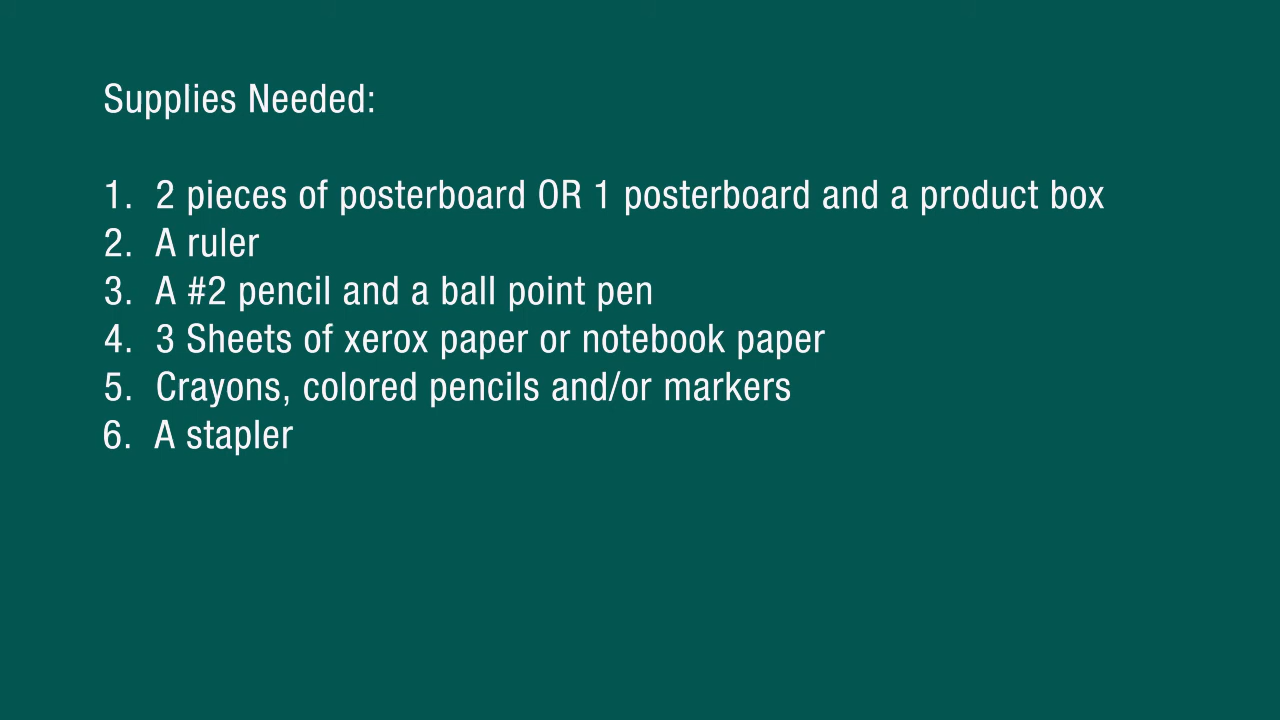 Supplies Needed:
1. 2 pieces of posterboard OR 1 posterboard and a product box
2. A ruler
3. A #2 pencil and a ball point pen
4. 3 Sheets of xerox paper or notebook paper
5. Crayons, colored pencils and/or markers
6. A stapler